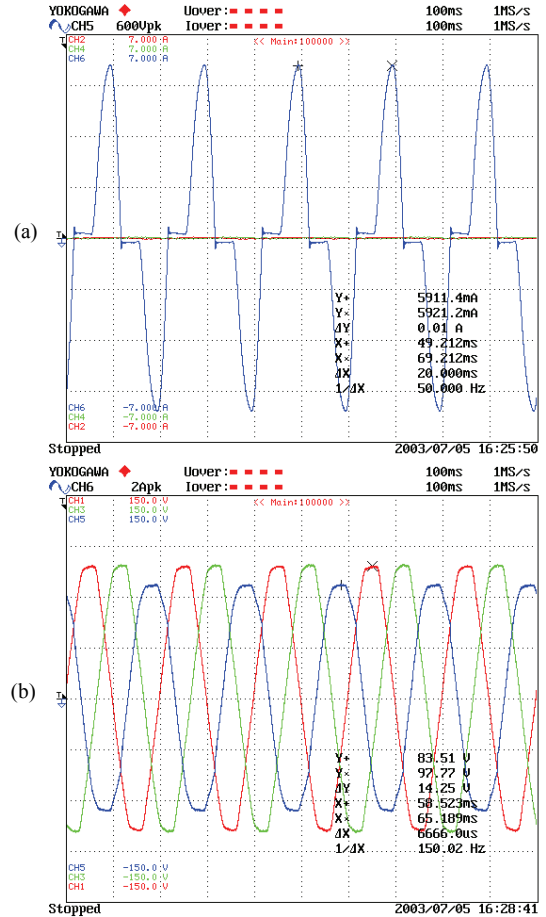 YOKOGAWA Uover: 100ms 1MS/s
CH5 600Vpk Iover: 100ms 1MS/s
CH2 7.000 A << Main:100000 >>
CH4 7.000 A
CH6 7.000 A
(a)
Y+ 5911.4mA
Y× 5921.2mA
ΔY 0.01 A
X+ 49.212ms
X× 69.212ms
ΔX 20.000ms
1/ΔX 50.000 Hz
CH6 -7.000 A
CH4 -7.000 A
CH2 -7.000 A
Stopped 2003/07/05 16:25:50
YOKOGAWA Uover: 100ms 1MS/s
CH6 2Apk Iover: 100ms 1MS/s
CH1 150.0 V << Main:100000 >>
CH3 150.0 V
CH5 150.0 V
(b)
Y+ 83.51 V
Y× 97.77 V
ΔY 14.25 V
X+ 58.523ms
X× 65.189ms
ΔX 6666.0us
1/ΔX 150.02 Hz
CH5 -150.0 V
CH3 -150.0 V
CH1 -150.0 V
Stopped 2003/07/05 16:28:41